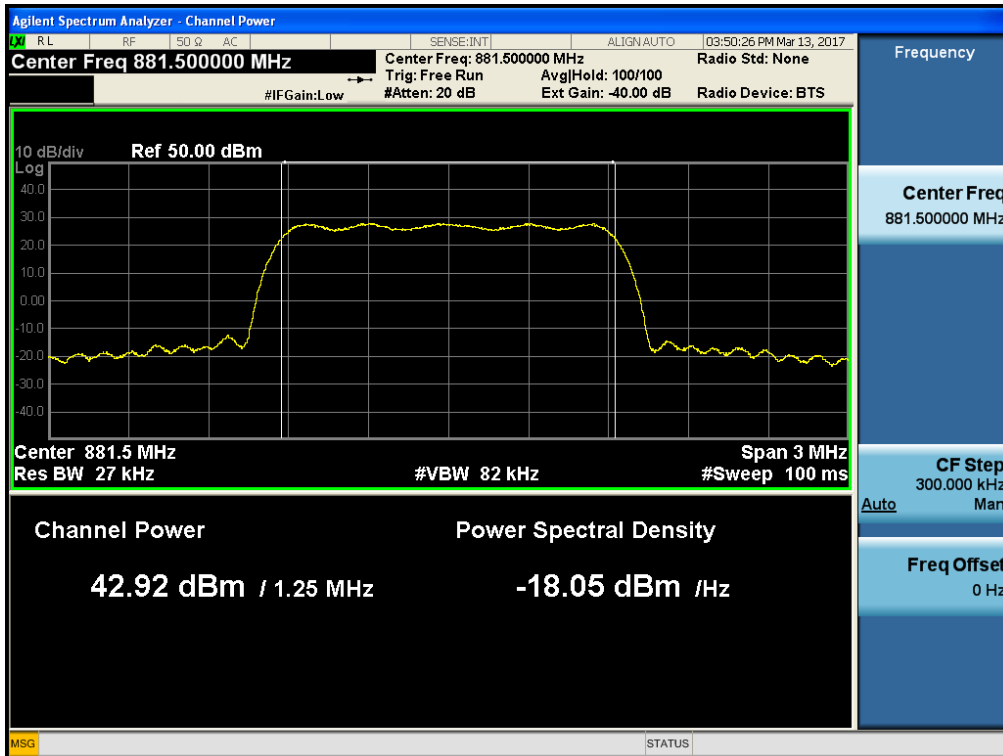 Agilent Spectrum Analyzer - Channel Power
LXI RL RF 50 Ω AC SENSE:INT ALIGN AUTO 03:50:26 PM Mar 13, 2017
Center Freq 881.500000 MHz
Center Freq: 881.500000 MHz Radio Std: None
Trig: Free Run Avg|Hold: 100/100
#IFGain:Low #Atten: 20 dB Ext Gain: -40.00 dB Radio Device: BTS
10 dB/div Ref 50.00 dBm
Log
40.0
30.0
20.0
10.0
0.00
-10.0
-20.0
-30.0
-40.0
Center 881.5 MHz Span 3 MHz
Res BW 27 kHz #VBW 82 kHz #Sweep 100 ms
Channel Power Power Spectral Density
42.92 dBm / 1.25 MHz -18.05 dBm /Hz
Frequency
Center Freq
881.500000 MHz
CF Step
300.000 kHz
Auto Man
Freq Offset
0 Hz
MSG STATUS